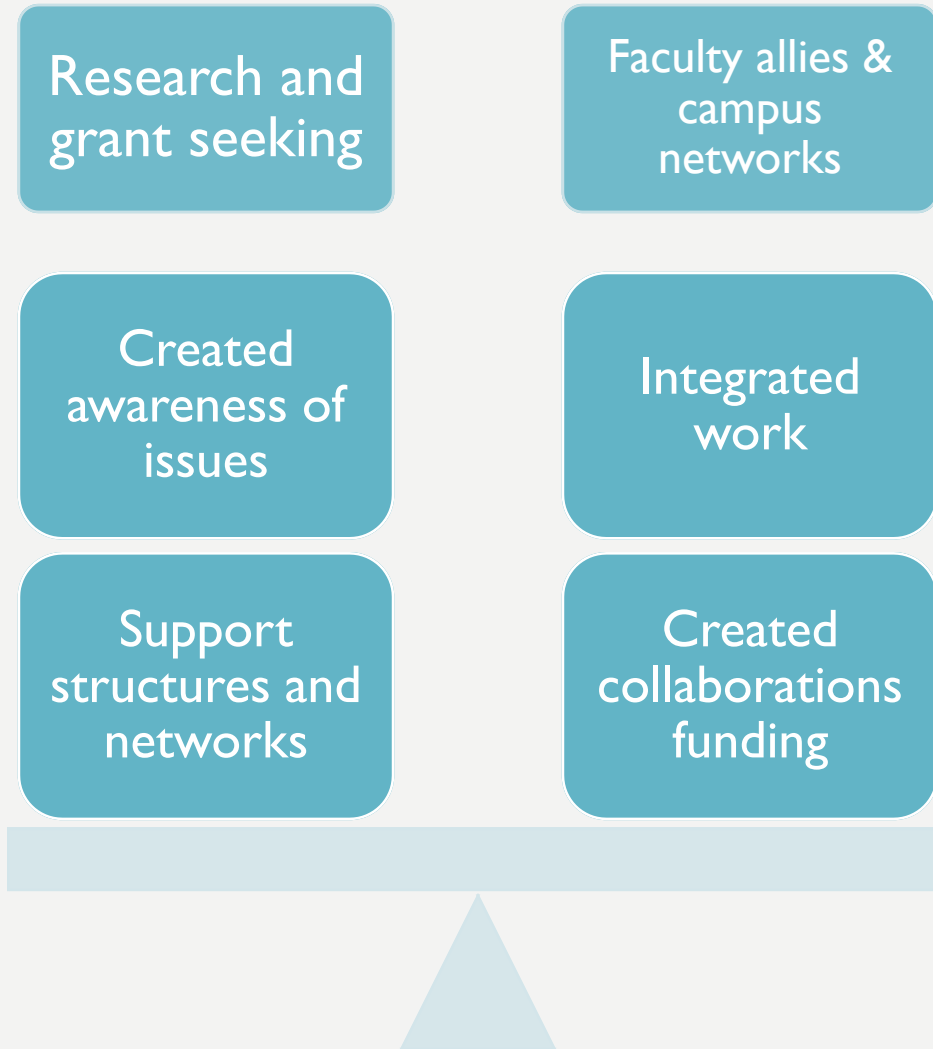 Research and
grant seeking
Faculty allies &
campus
networks
Created
awareness of
issues
Integrated
work
Support
structures and
networks
Created
collaborations
funding